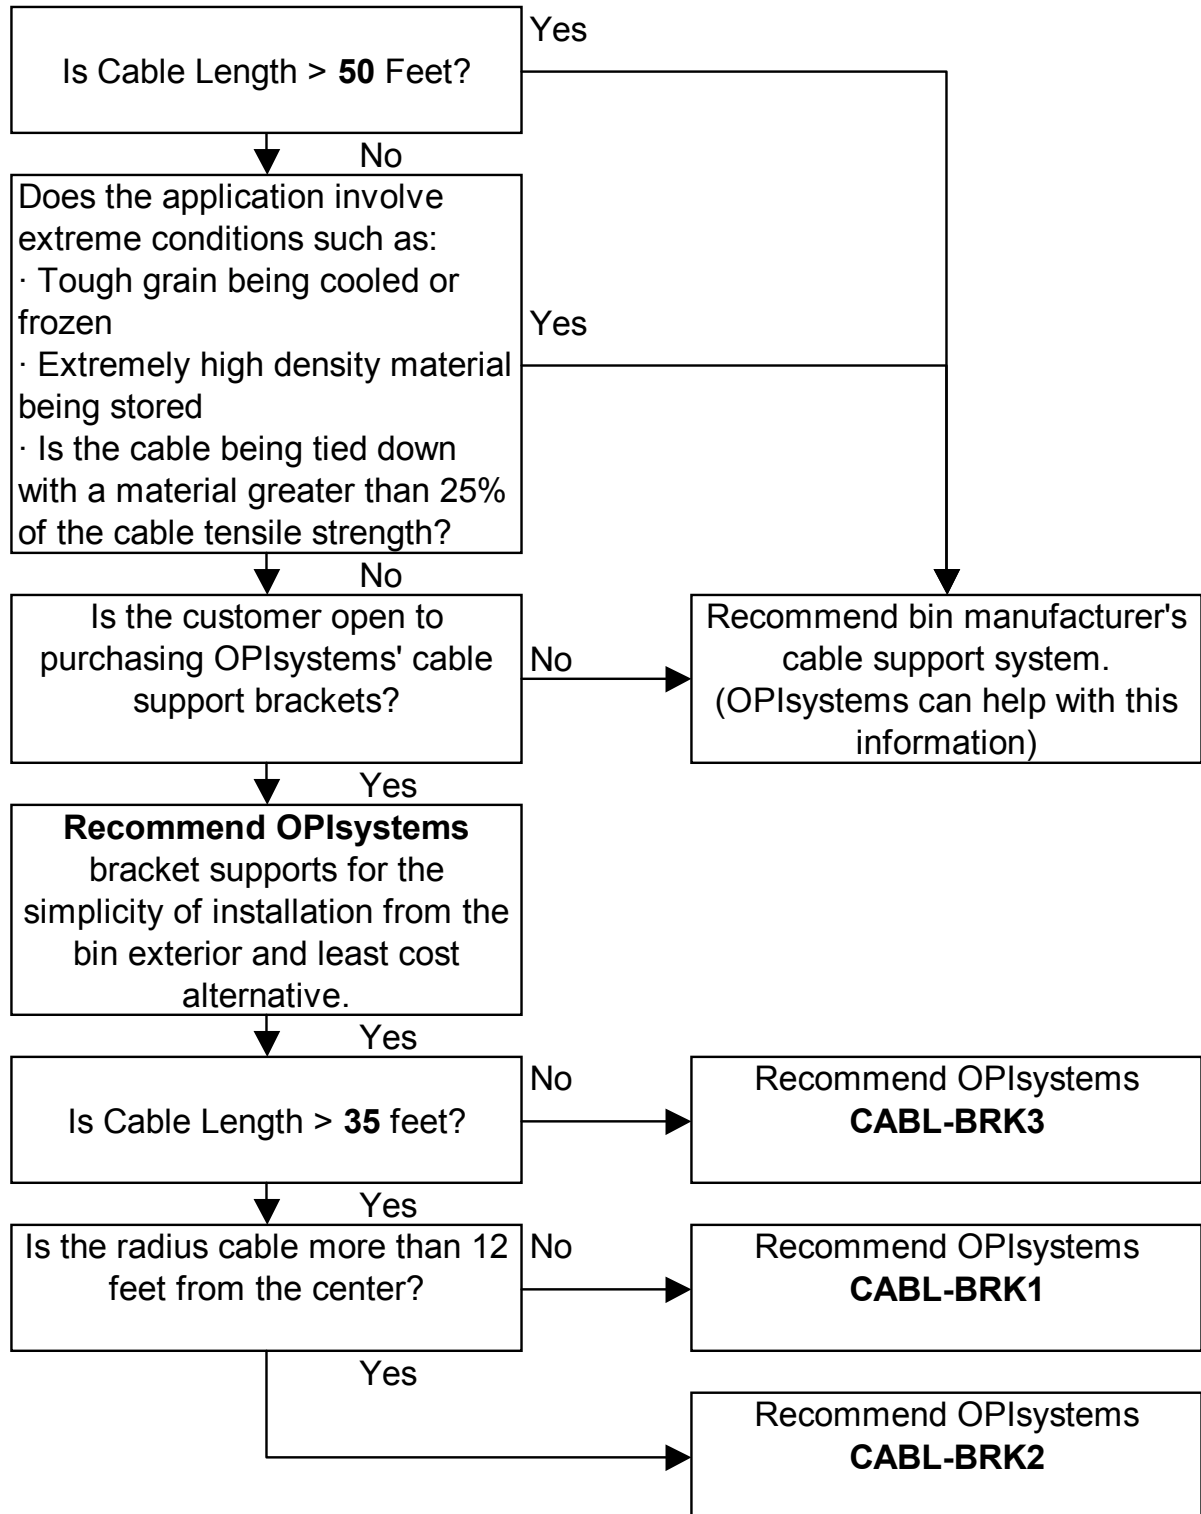 Yes
Is Cable Length > 50 Feet?
No
Does the application involve
extreme conditions such as:
· Tough grain being cooled or
frozen
· Extremely high density material
being stored
· Is the cable being tied down
with a material greater than 25%
of the cable tensile strength?
Yes
No
Is the customer open to
purchasing OPIsystems' cable
support brackets?
No
Recommend bin manufacturer's
cable support system.
(OPIsystems can help with this
information)
Yes
Recommend OPIsystems
bracket supports for the
simplicity of installation from the
bin exterior and least cost
alternative.
Yes
Is Cable Length > 35 feet?
No
Recommend OPIsystems
CABL-BRK3
Yes
Is the radius cable more than 12
feet from the center?
No
Recommend OPIsystems
CABL-BRK1
Yes
Recommend OPIsystems
CABL-BRK2